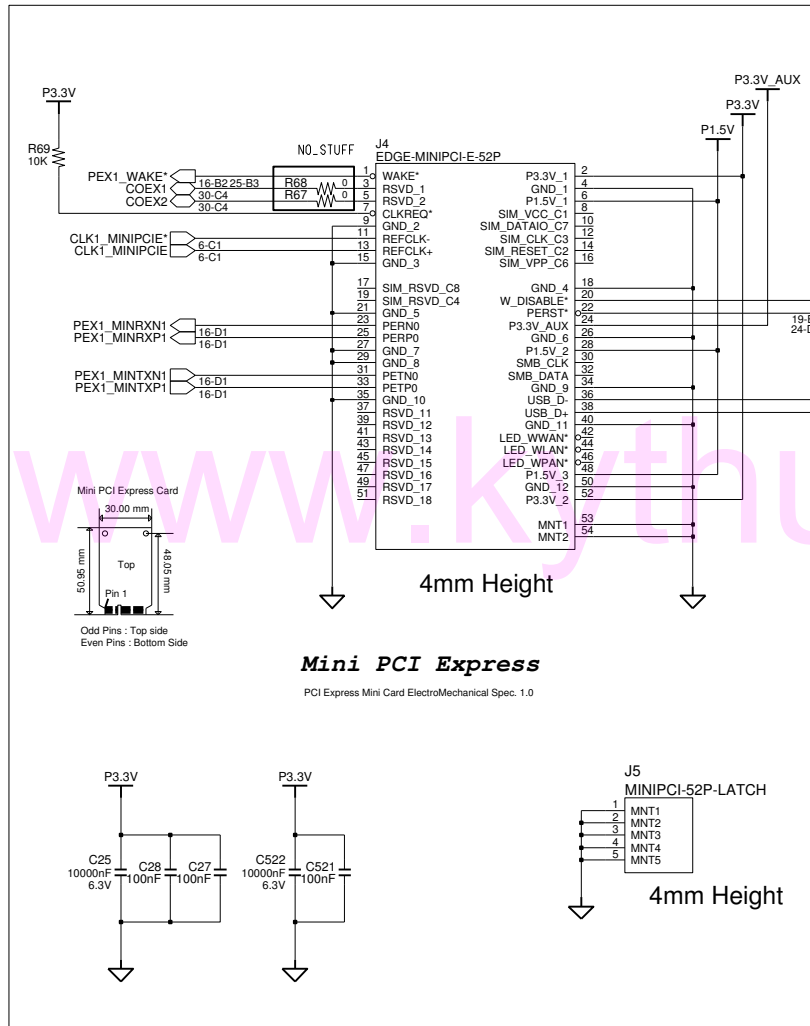 P3.3V_AUX
P3.3V
P3.3V
P1.5V
R69
10K
NO_STUFF
J4
EDGE-MINIPCI-E-52P
PEX1_WAKE*
16-B2 25-B3
COEX1
30-C4
COEX2
30-C4
R68 0
R67 0
CLK1_MINIPCIE*
6-C1
CLK1_MINIPCIE
6-C1
PEX1_MINRXN1
16-D1
PEX1_MINRXP1
16-D1
PEX1_MINTXN1
16-D1
PEX1_MINTXP1
16-D1
1 WAKE* P3.3V_1 2
3 RSVD_1 GND_1 4
5 RSVD_2 P1.5V_1 6
7 CLKREQ* SIM_VCC_C1 8
9 GND_2 SIM_DATAIO_C7 10
11 REFCLK- SIM_CLK_C3 12
13 REFCLK+ SIM_RESET_C2 14
15 GND_3 SIM_VPP_C6 16
17 SIM_RSVD_C8 GND_4 18
19 SIM_RSVD_C4 W_DISABLE* 20
21 GND_5 PERST* 22
23 PERN0 P3.3V_AUX 24
25 PERP0 GND_6 26
27 GND_7 P1.5V_2 28
29 GND_8 SMB_CLK 30
31 PETN0 SMB_DATA 32
33 PETP0 GND_9 34
35 GND_10 USB_D- 36
37 RSVD_11 USB_D+ 38
39 RSVD_12 GND_11 40
41 RSVD_13 LED_WWAN* 42
43 RSVD_14 LED_WLAN* 44
45 RSVD_15 LED_WPAN* 46
47 RSVD_16 P1.5V_3 48
49 RSVD_17 GND_12 50
51 RSVD_18 P3.3V_2 52
MNT1 53
MNT2 54
4mm Height
www.kythu
Mini PCI Express Card
30.00 mm
50.95 mm
48.05 mm
Top
Pin 1
Odd Pins : Top side
Even Pins : Bottom Side
Mini PCI Express
PCI Express Mini Card ElectroMechanical Spec. 1.0
P3.3V
C25
10000nF
6.3V
C28
100nF
C27
100nF
P3.3V
C522
10000nF
6.3V
C521
100nF
J5
MINIPCI-52P-LATCH
1 MNT1
2 MNT2
3 MNT3
4 MNT4
5 MNT5
4mm Height